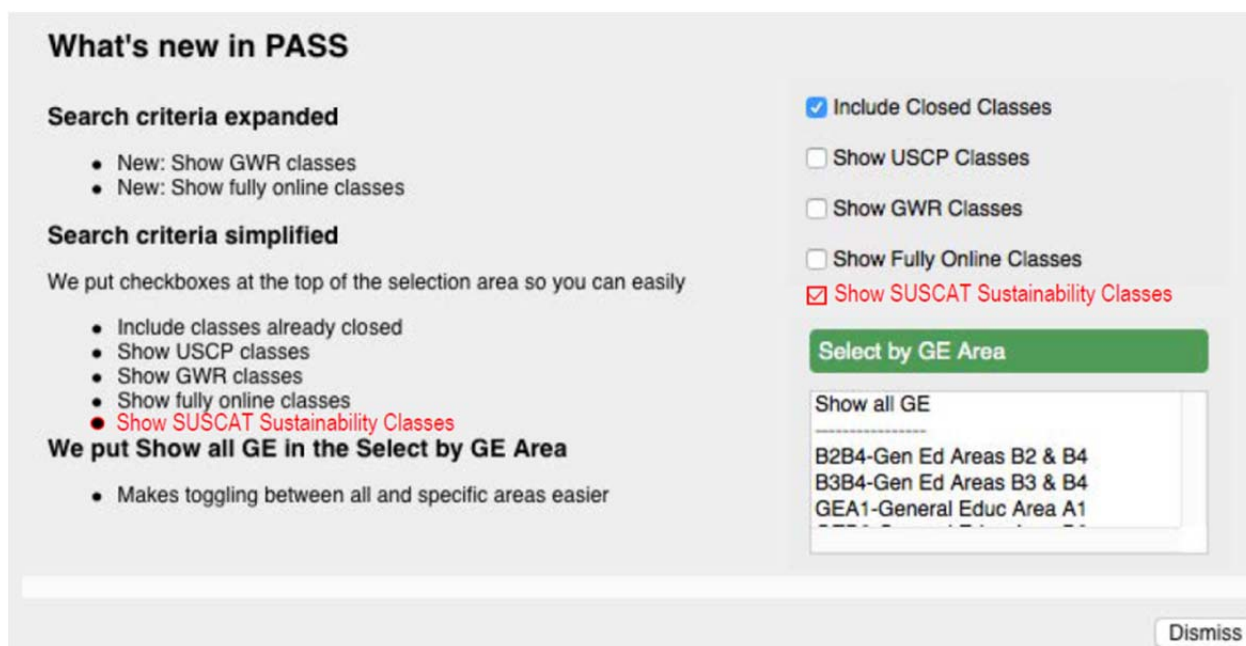 What's new in PASS
Search criteria expanded
New: Show GWR classes
New: Show fully online classes
Search criteria simplified
We put checkboxes at the top of the selection area so you can easily
Include classes already closed
Show USCP classes
Show GWR classes
Show fully online classes
Show SUSCAT Sustainability Classes
We put Show all GE in the Select by GE Area
Makes toggling between all and specific areas easier
Include Closed Classes
Show USCP Classes
Show GWR Classes
Show Fully Online Classes
Show SUSCAT Sustainability Classes
Select by GE Area
Show all GE
----------------
B2B4-Gen Ed Areas B2 & B4
B3B4-Gen Ed Areas B3 & B4
GEA1-General Educ Area A1
Dismiss